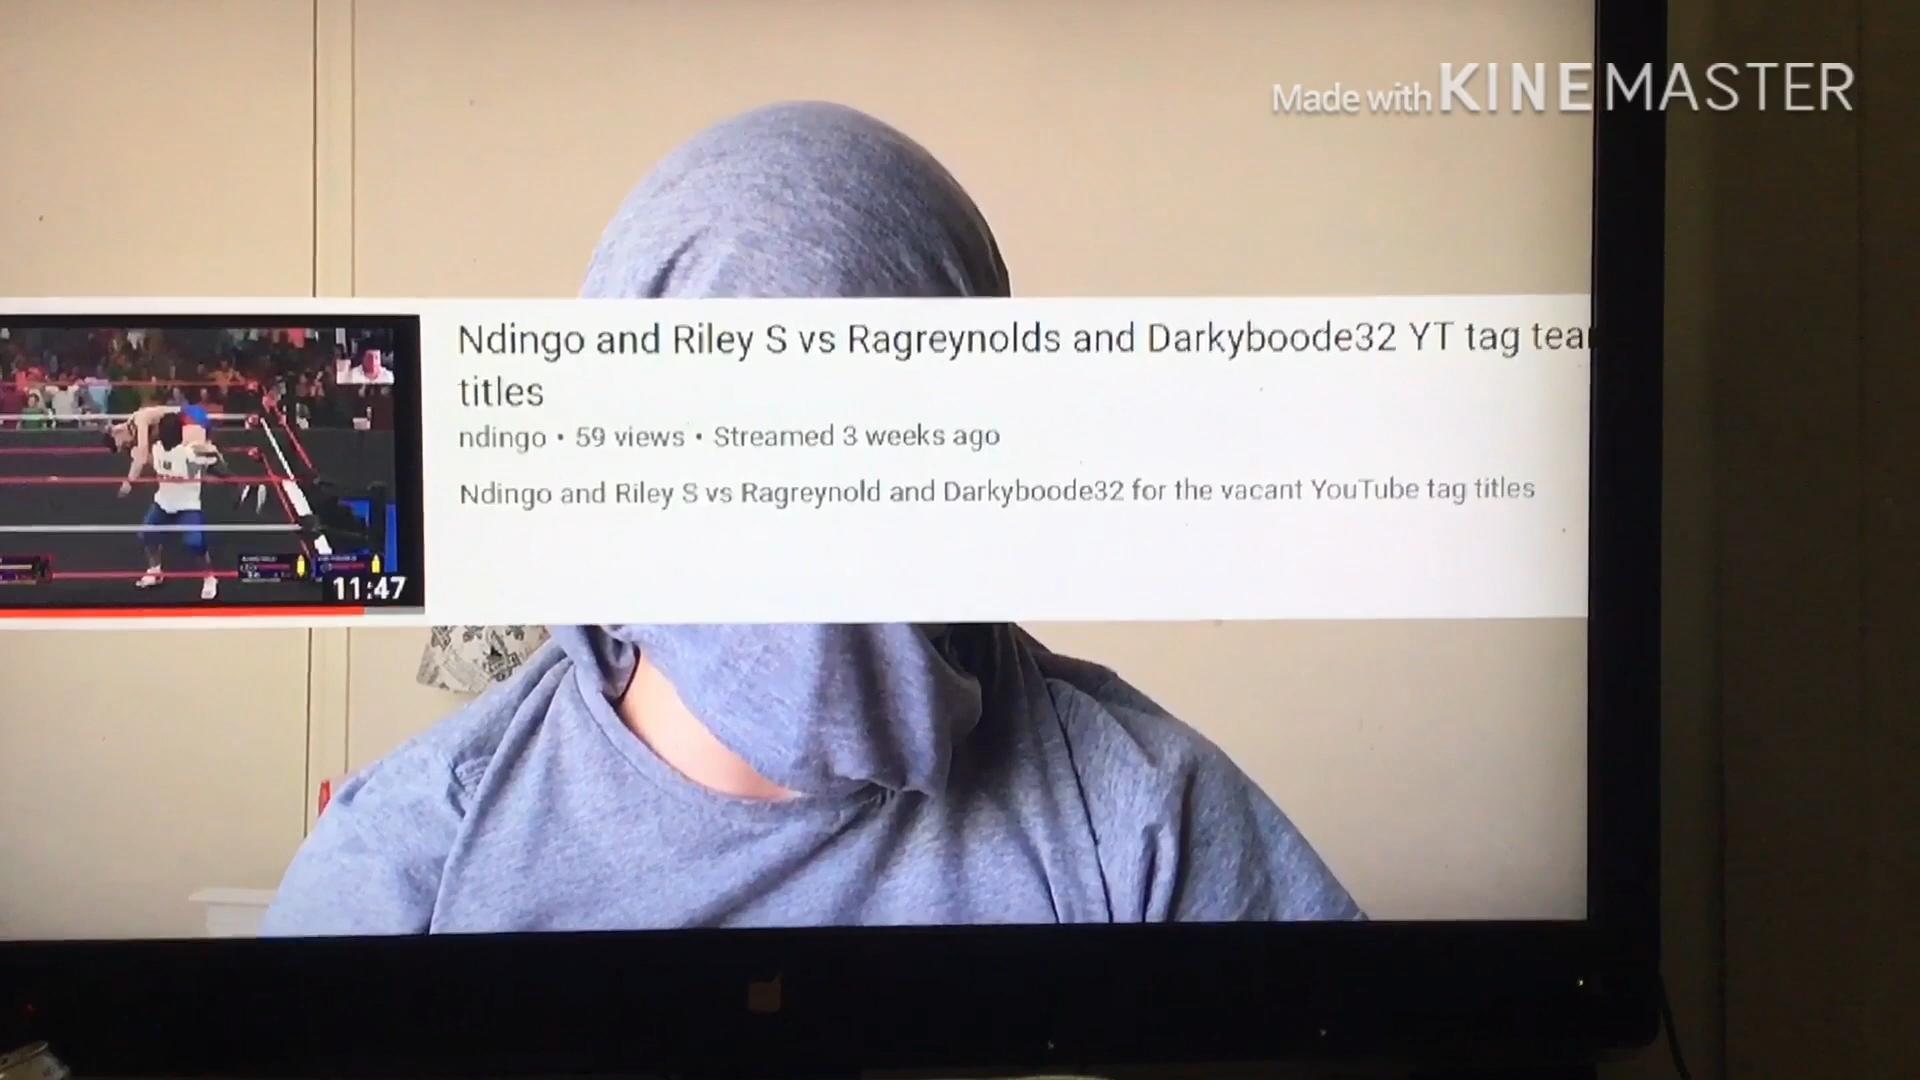 Made with KINEMASTER
Ndingo and Riley S vs Ragreynolds and Darkyboode32 YT tag tea
titles
ndingo • 59 views • Streamed 3 weeks ago
Ndingo and Riley S vs Ragreynold and Darkyboode32 for the vacant YouTube tag titles
11:47